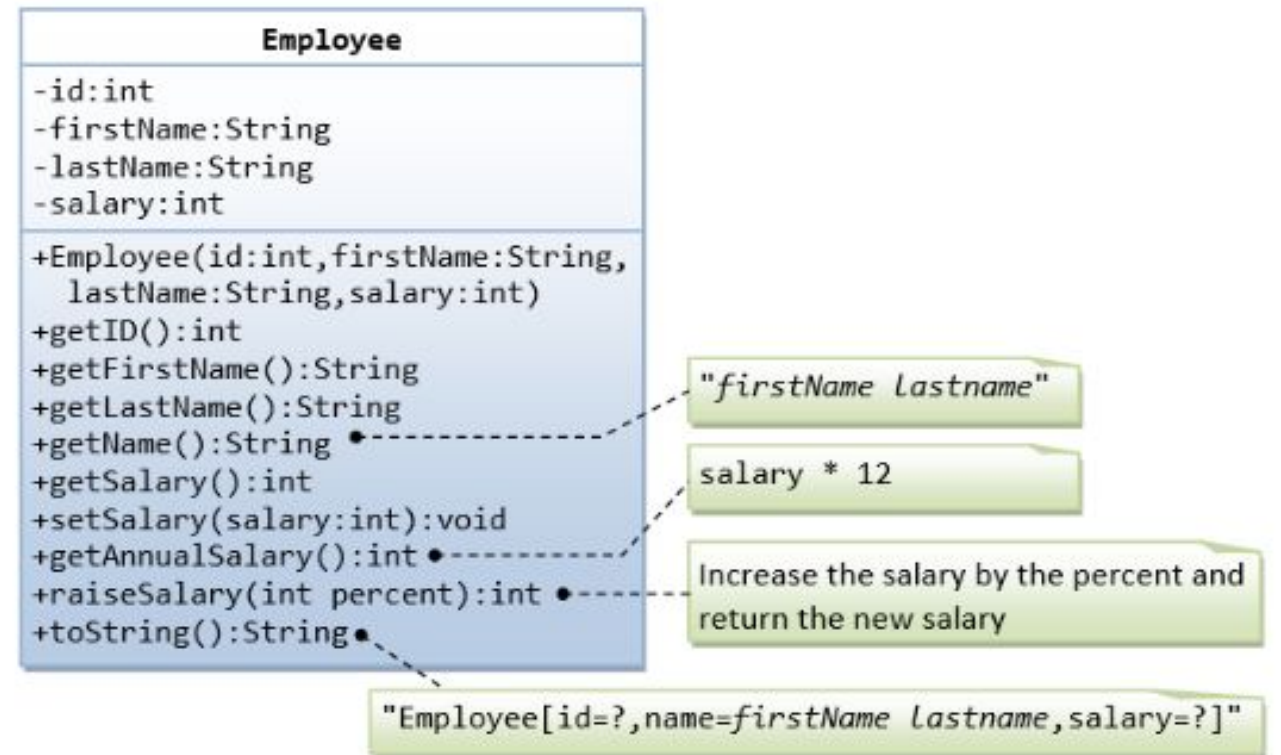 Employee
-id:int
-firstName:String
-lastName:String
-salary:int
+Employee(id:int,firstName:String,
lastName:String,salary:int)
+getID():int
+getFirstName():String
+getLastName():String
+getName():String
+getSalary():int
+setSalary(salary:int):void
+getAnnualSalary():int
+raiseSalary(int percent):int
+toString():String
"firstName Lastname"
salary * 12
Increase the salary by the percent and
return the new salary
"Employee[id=?,name=firstName Lastname,salary=?]"